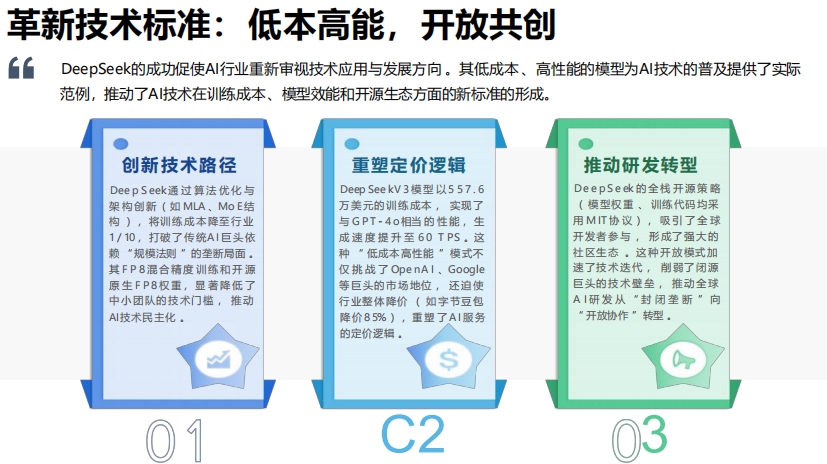 革新技术标准：低本高能，开放共创
DeepSeek的成功促使AI行业重新审视技术应用与发展方向。其低成本、高性能的模型为AI技术的普及提供了实际
范例，推动了AI技术在训练成本、模型效能和开源生态方面的新标准的形成。
创新技术路径
DeepSeek通过算法优化与
架构创新（如MLA、MoE结
构），将训练成本降至行业
1/10，打破了传统AI巨头依
赖“规模法则”的垄断局面。
其FP8混合精度训练和开源
原生FP8权重，显著降低了
中小团队的技术门槛，推动
AI技术民主化。
01
重塑定价逻辑
DeepSeekV3模型以557.6
万美元的训练成本，实现了
与GPT-4o相当的性能，生
成速度提升至60 TPS。这
种“低成本高性能”模式不
仅挑战了OpenAI、Google
等巨头的市场地位，还迫使
行业整体降价（如字节豆包
降价85%），重塑了AI服务
的定价逻辑。
C2
推动研发转型
DeepSeek的全栈开源策略
（模型权重、训练代码均采
用MIT协议），吸引了全球
开发者参与，形成了强大的
社区生态。这种开放模式加
速了技术迭代，削弱了闭源
巨头的技术壁垒，推动全球
AI研发从“封闭垄断”向
“开放协作”转型。
03